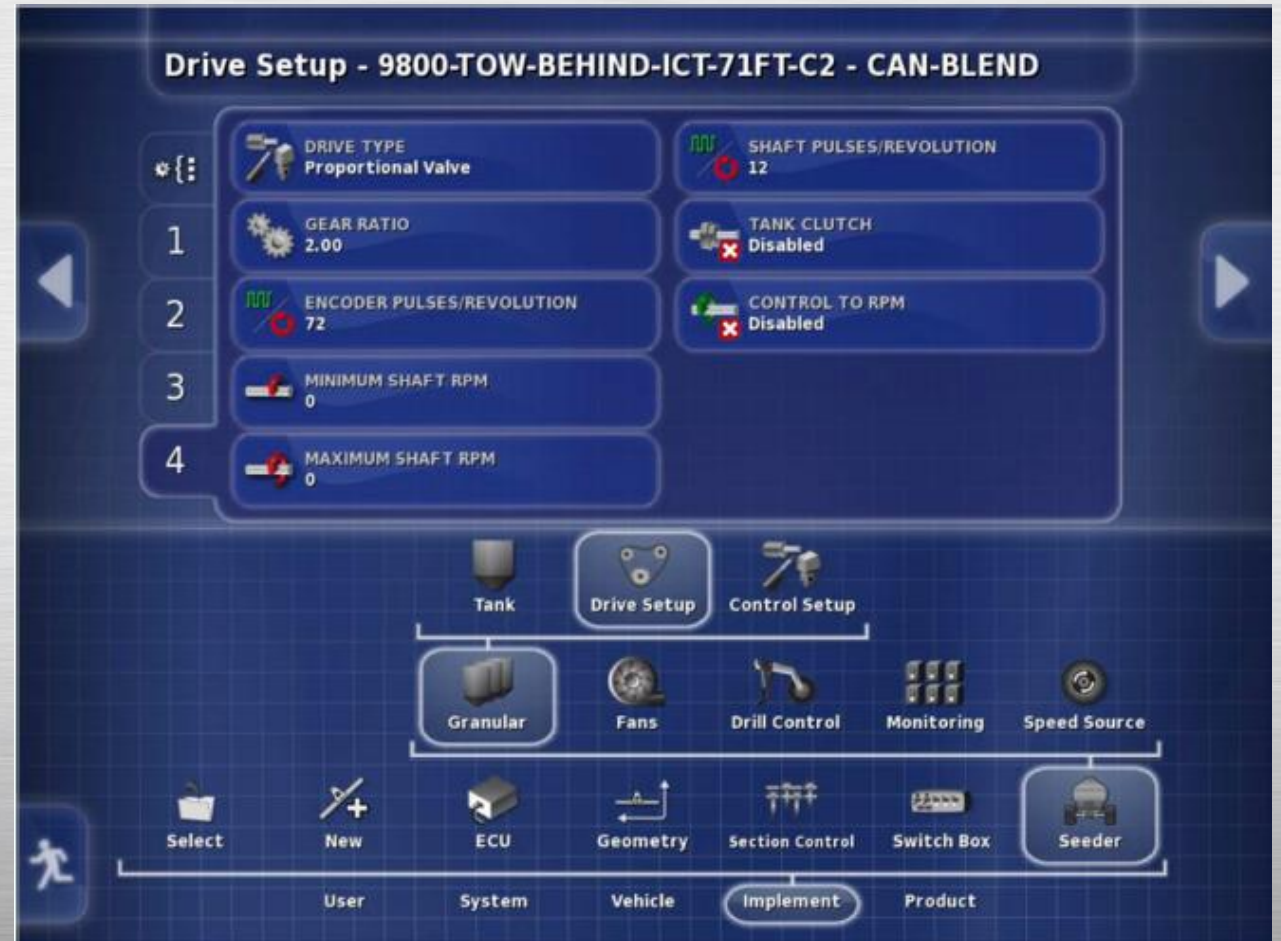 Drive Setup - 9800-TOW-BEHIND-ICT-71FT-C2 - CAN-BLEND
DRIVE TYPE
Proportional Valve
SHAFT PULSES/REVOLUTION
12
1
GEAR RATIO
2.00
TANK CLUTCH
Disabled
2
ENCODER PULSES/REVOLUTION
72
CONTROL TO RPM
Disabled
3
MINIMUM SHAFT RPM
0
4
MAXIMUM SHAFT RPM
0
Tank Drive Setup Control Setup
Granular Fans Drill Control Monitoring Speed Source
Select New ECU Geometry Section Control Switch Box Seeder
User System Vehicle Implement Product